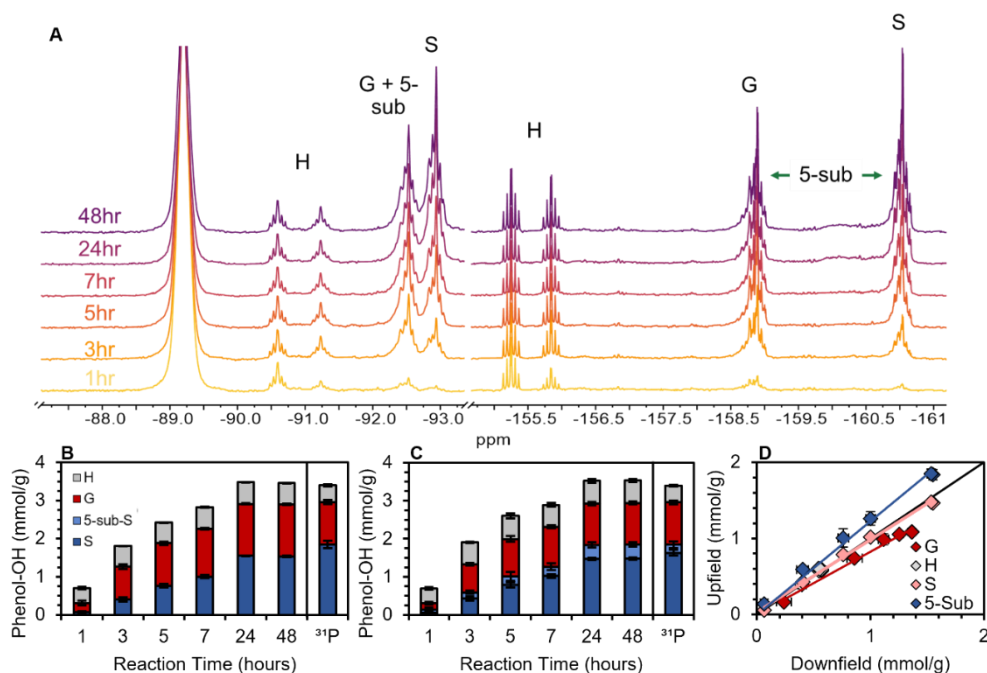 A
S
G + 5-
sub
H
H
G
S
5-sub
48hr
24hr
7hr
5hr
3hr
1hr
-88.0 -89.0 -90.0 -91.0 -92.0 -93.0 -155.5 -156.5 -157.5 -158.5 -159.5 -161.0 -161
ppm
B
Phenol-OH (mmol/g)
4
3
2
1
0
H
G
5-sub-S
S
1 3 5 7 24 48 ³¹P
Reaction Time (hours)
C
Phenol-OH (mmol/g)
4
3
2
1
0
1 3 5 7 24 48 ³¹P
Reaction Time (hours)
D
Upfield (mmol/g)
2
1
0
G
H
S
5-Sub
0 1 2
Downfield (mmol/g)